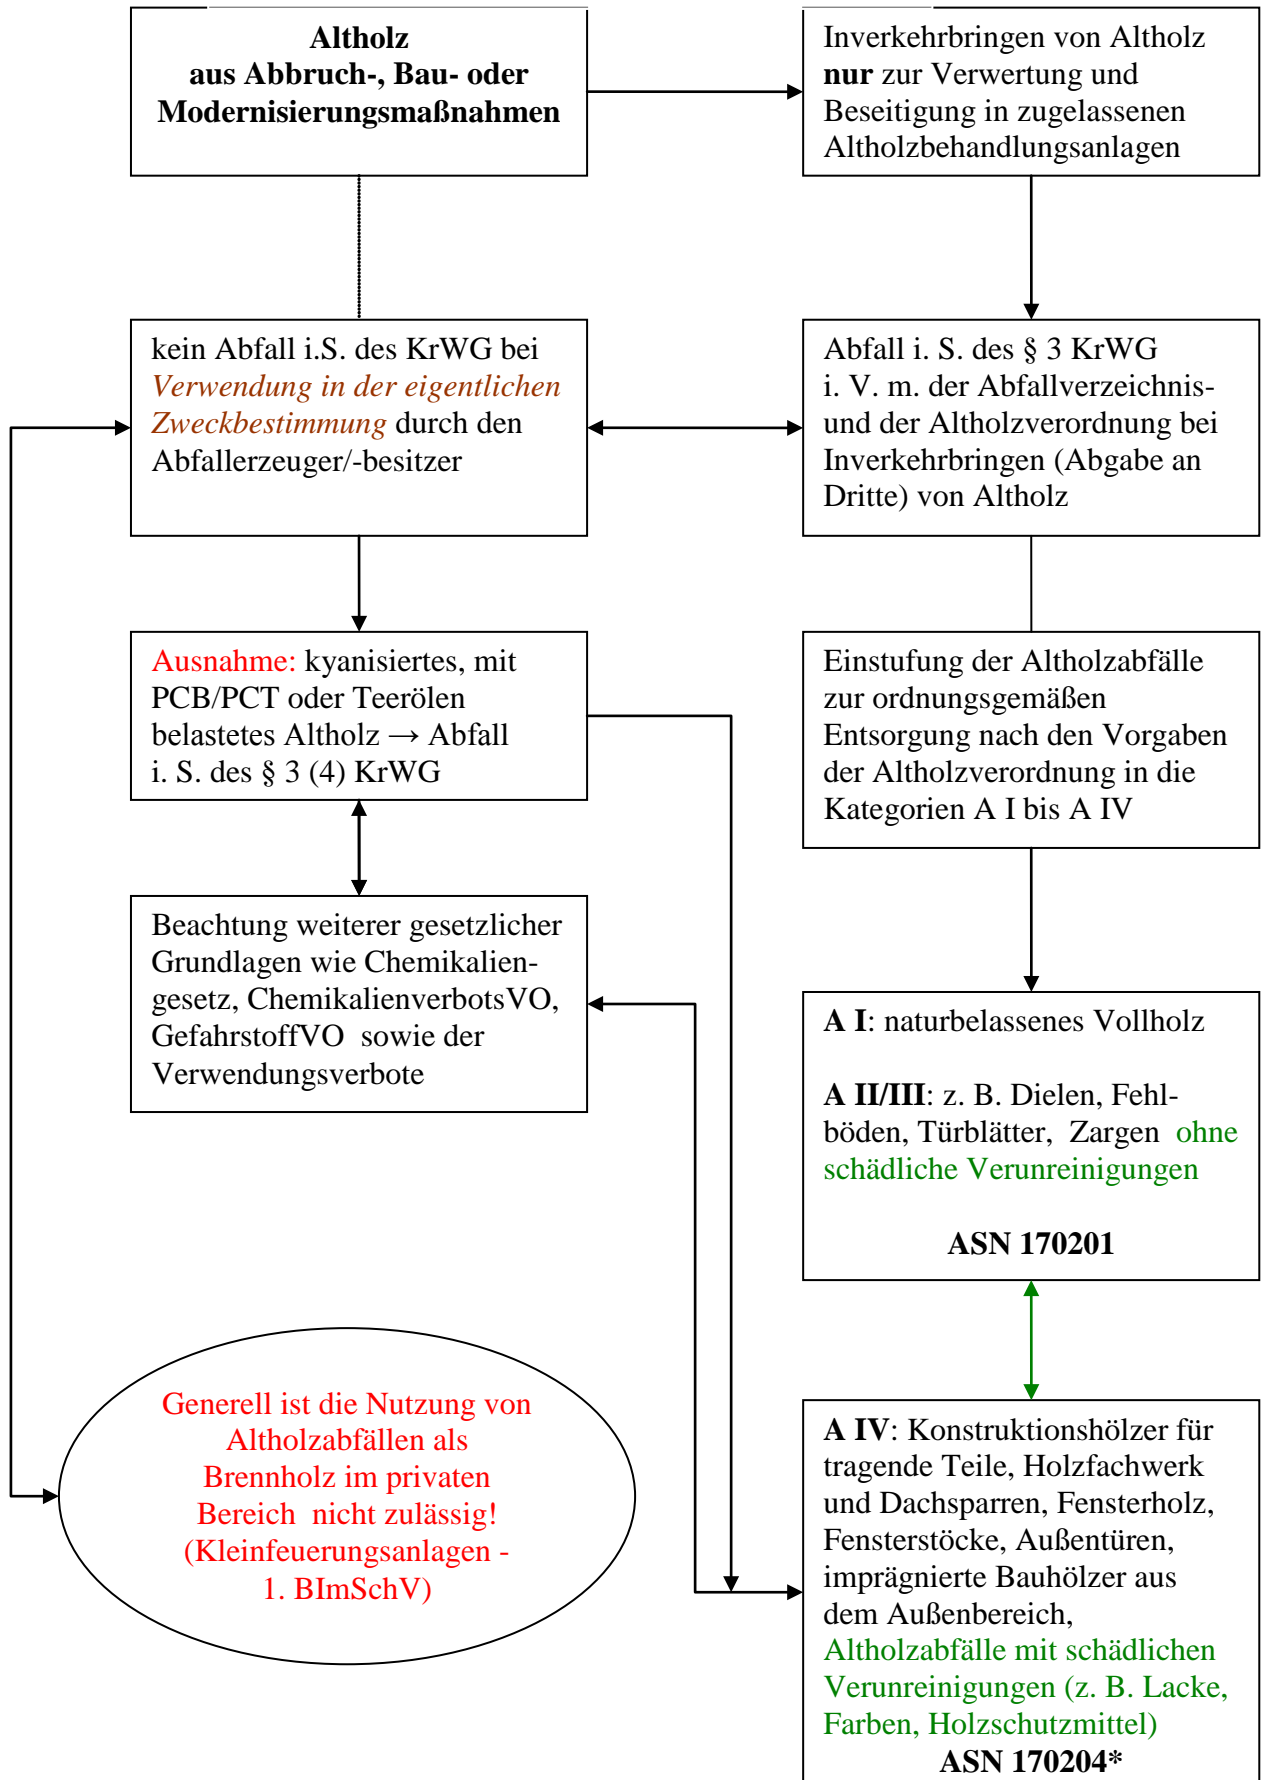 Altholz
aus Abbruch-, Bau- oder
Modernisierungsmaßnahmen
Inverkehrbringen von Altholz
nur zur Verwertung und
Beseitigung in zugelassenen
Altholzbehandlungsanlagen
kein Abfall i.S. des KrWG bei
Verwendung in der eigentlichen
Zweckbestimmung durch den
Abfallerzeuger/-besitzer
Abfall i. S. des § 3 KrWG
i. V. m. der Abfallverzeichnis-
und der Altholzverordnung bei
Inverkehrbringen (Abgabe an
Dritte) von Altholz
Ausnahme: kyanisiertes, mit
PCB/PCT oder Teerölen
belastetes Altholz → Abfall
i. S. des § 3 (4) KrWG
Einstufung der Altholzabfälle
zur ordnungsgemäßen
Entsorgung nach den Vorgaben
der Altholzverordnung in die
Kategorien A I bis A IV
Beachtung weiterer gesetzlicher
Grundlagen wie Chemikalien-
gesetz, ChemikalienverbotsVO,
GefahrstoffVO sowie der
Verwendungsverbote
A I: naturbelassenes Vollholz
A II/III: z. B. Dielen, Fehl-
böden, Türblätter, Zargen ohne
schädliche Verunreinigungen
ASN 170201
Generell ist die Nutzung von
Altholzabfällen als
Brennholz im privaten
Bereich nicht zulässig!
(Kleinfeuerungsanlagen -
1. BImSchV)
A IV: Konstruktionshölzer für
tragende Teile, Holzfachwerk
und Dachsparren, Fensterholz,
Fensterstöcke, Außentüren,
imprägnierte Bauhölzer aus
dem Außenbereich,
Altholzabfälle mit schädlichen
Verunreinigungen (z. B. Lacke,
Farben, Holzschutzmittel)
ASN 170204*